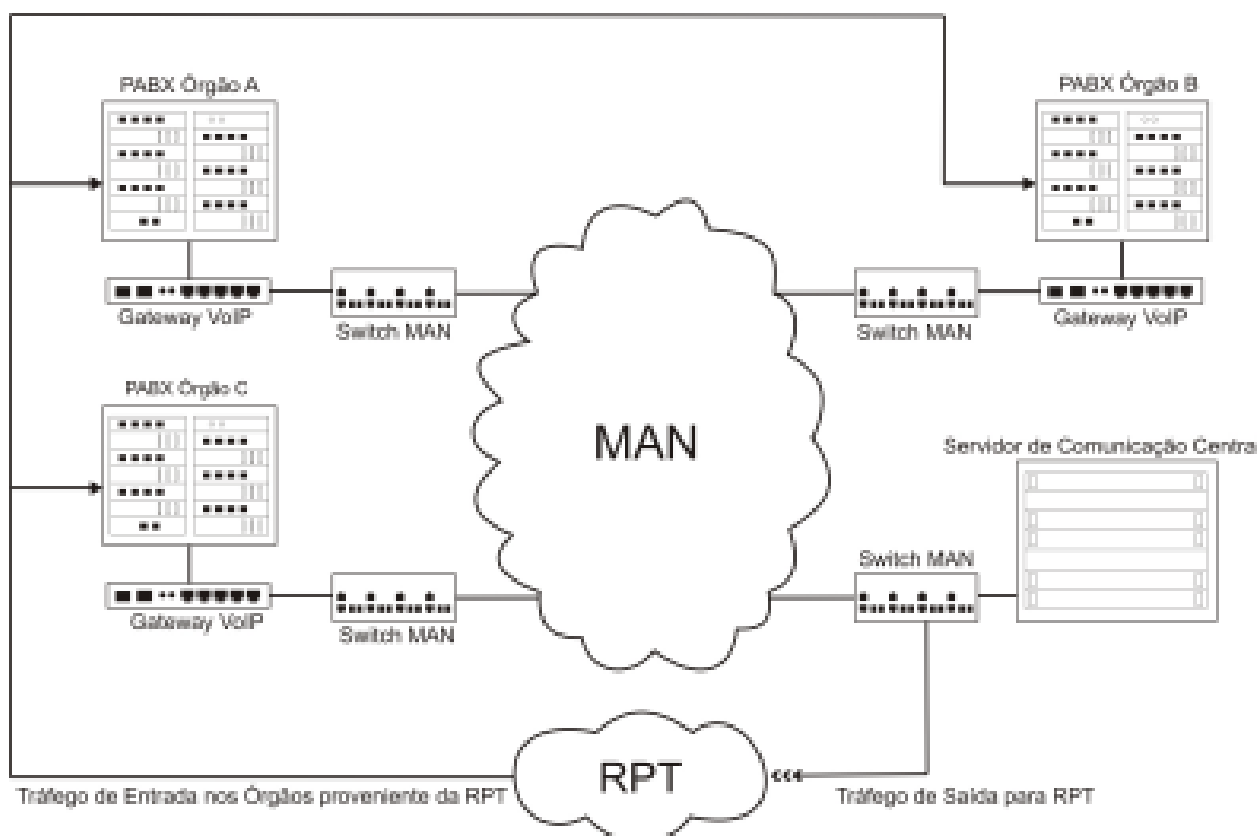 PABX Órgão A
PABX Órgão B
Gateway VoIP
Switch MAN
Switch MAN
Gateway VoIP
PABX Órgão C
MAN
Servidor de Comunicação Central
Switch MAN
Gateway VoIP
Switch MAN
RPT
Tráfego de Entrada nos Órgãos proveniente da RPT
Tráfego de Saída para RPT